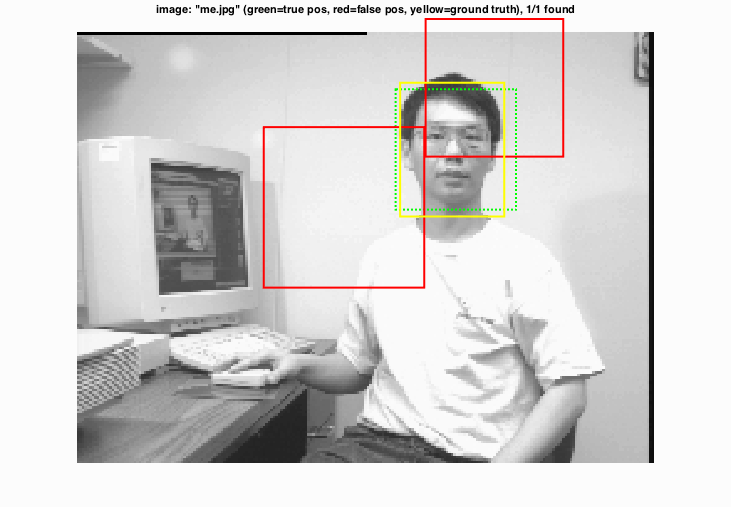 image: "me.jpg" (green=true pos, red=false pos, yellow=ground truth), 1/1 found